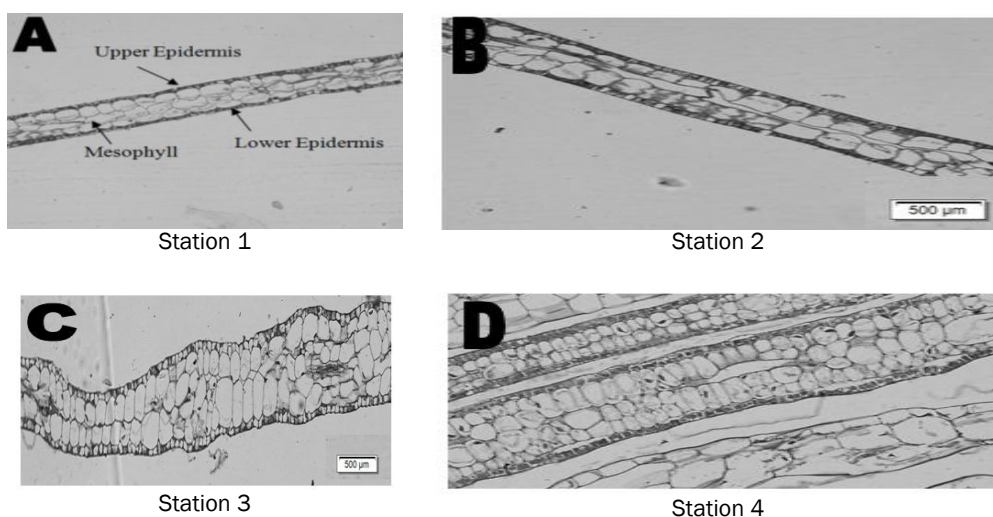 A
Upper Epidermis
Mesophyll
Lower Epidermis
Station 1
B
500 µm
Station 2
C
500 µm
Station 3
D
Station 4